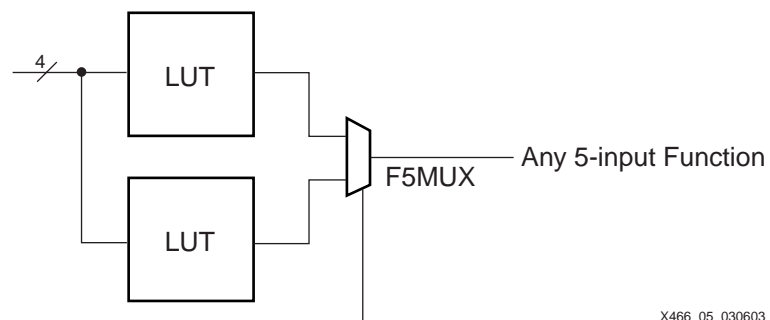 4
LUT
Any 5-input Function
F5MUX
LUT
X466_05_030603